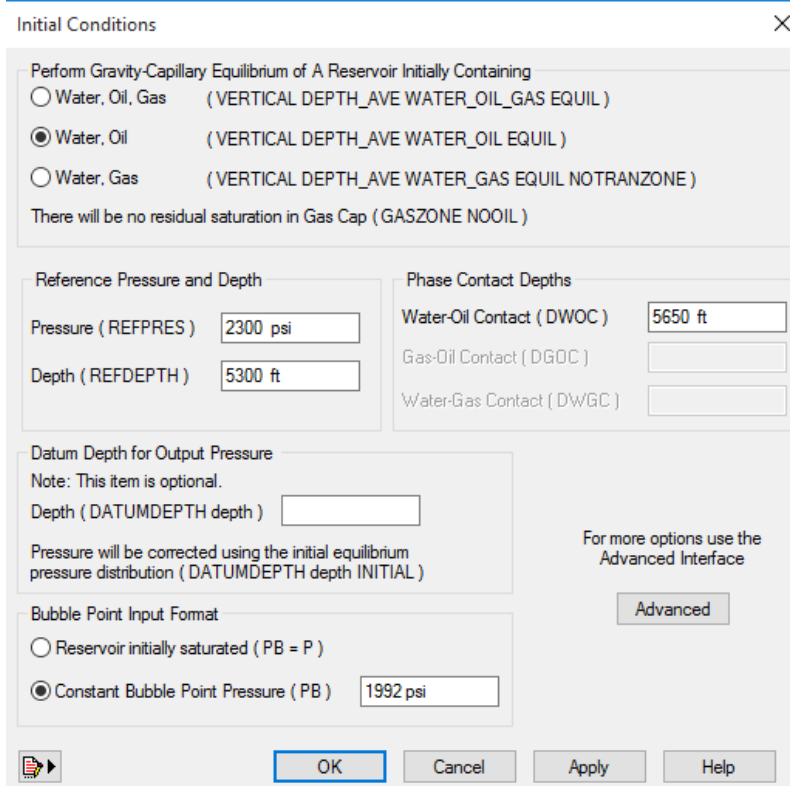 Initial Conditions
Perform Gravity-Capillary Equilibrium of A Reservoir Initially Containing
Water, Oil, Gas ( VERTICAL DEPTH_AVE WATER_OIL_GAS EQUIL )
Water, Oil ( VERTICAL DEPTH_AVE WATER_OIL EQUIL )
Water, Gas ( VERTICAL DEPTH_AVE WATER_GAS EQUIL NOTRANZONE )
There will be no residual saturation in Gas Cap ( GASZONE NOOIL )
Reference Pressure and Depth
Pressure ( REFPRES ) 2300 psi
Depth ( REFDEPTH ) 5300 ft
Phase Contact Depths
Water-Oil Contact ( DWOC ) 5650 ft
Gas-Oil Contact ( DGOC )
Water-Gas Contact ( DWGC )
Datum Depth for Output Pressure
Note: This item is optional.
Depth ( DATUMDEPTH depth )
Pressure will be corrected using the initial equilibrium
pressure distribution ( DATUMDEPTH depth INITIAL )
For more options use the
Advanced Interface
Advanced
Bubble Point Input Format
Reservoir initially saturated ( PB = P )
Constant Bubble Point Pressure ( PB ) 1992 psi
OK Cancel Apply Help